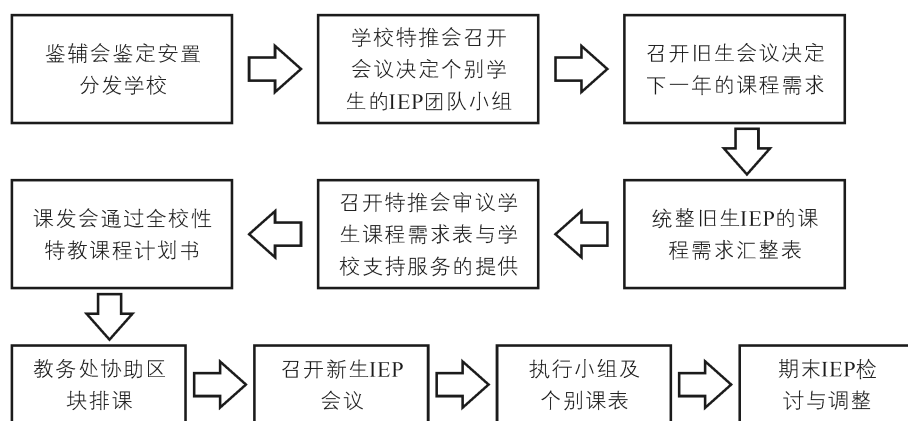 鉴辅会鉴定安置
分发学校
学校特推会召开
会议决定个别学
生的IEP团队小组
召开旧生会议决定
下一年的课程需求
统整旧生IEP的课
程需求汇整表
召开特推会审议学
生课程需求表与学
校支持服务的提供
课发会通过全校性
特教课程计划书
教务处协助区
块排课
召开新生IEP
会议
执行小组及
个别课表
期末IEP检
讨与调整